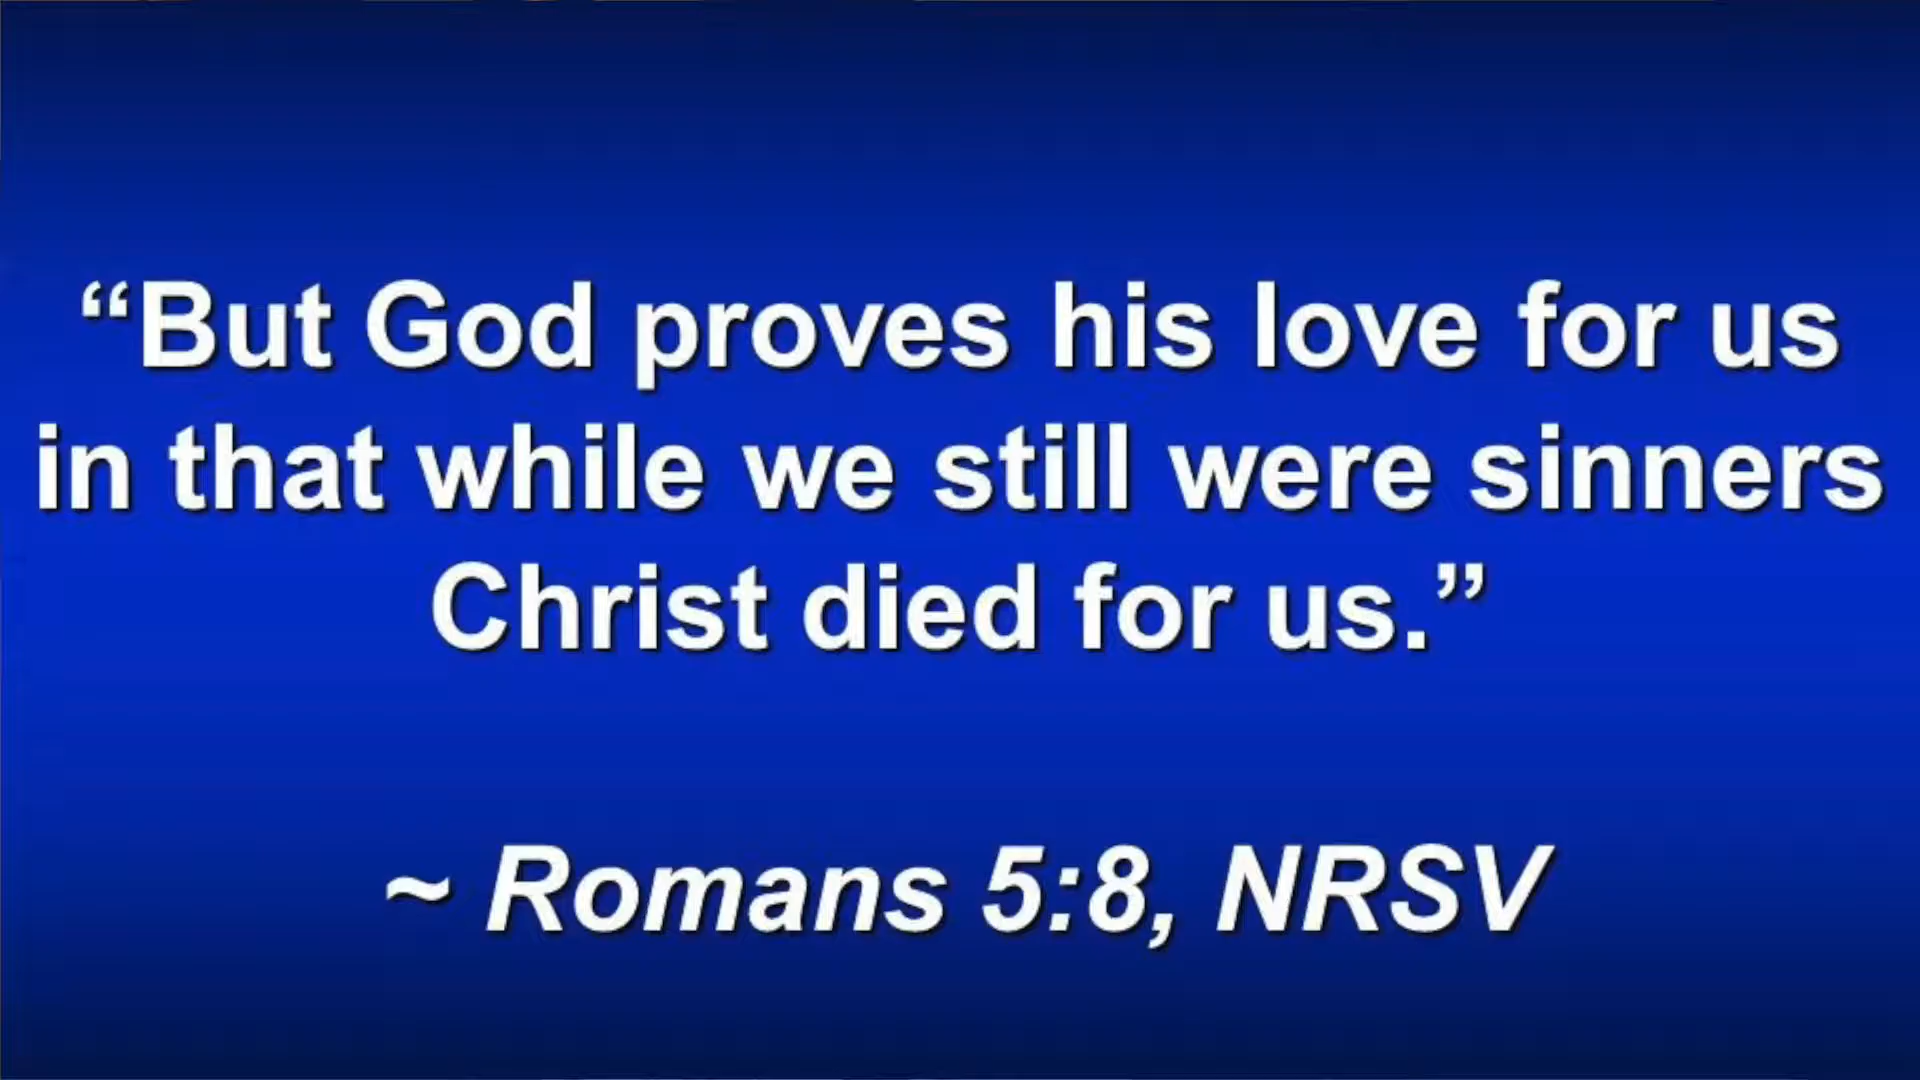 “But God proves his love for us
in that while we still were sinners
Christ died for us.”
~ Romans 5:8, NRSV